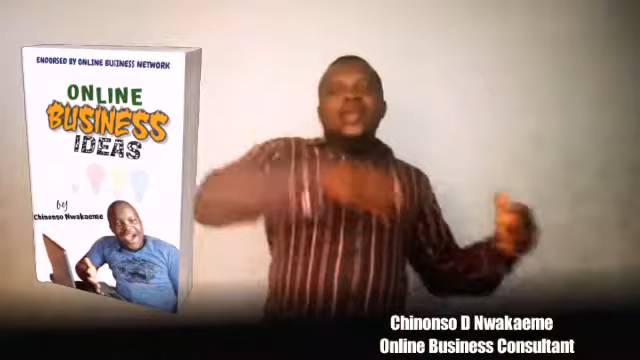 ENDORSED BY ONLINE BUSINESS NETWORK
ONLINE
BUSINESS
IDEAS
by
Chinonso Nwakaeme
Chinonso D Nwakaeme
Online Business Consultant